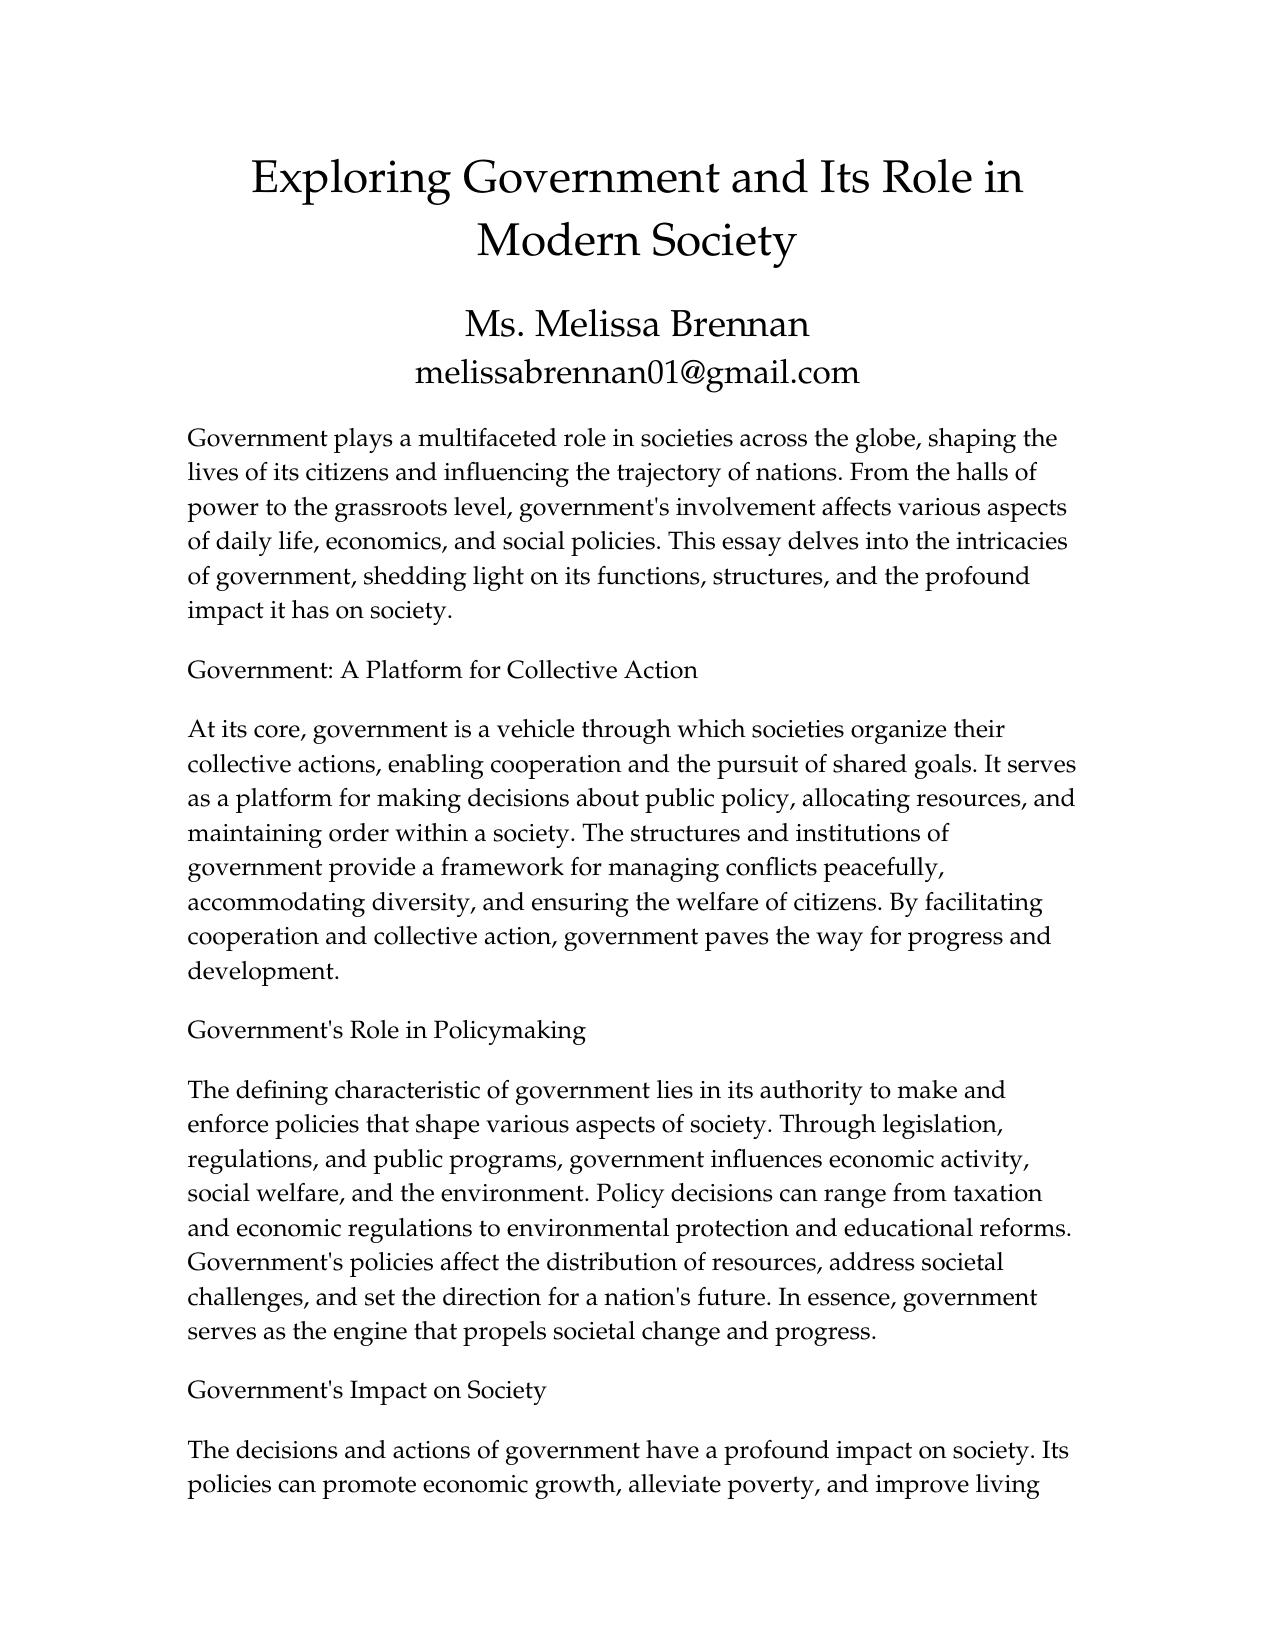 Exploring Government and Its Role in
Modern Society
Ms. Melissa Brennan
melissabrennan01@gmail.com
Government plays a multifaceted role in societies across the globe, shaping the
lives of its citizens and influencing the trajectory of nations. From the halls of
power to the grassroots level, government's involvement affects various aspects
of daily life, economics, and social policies. This essay delves into the intricacies
of government, shedding light on its functions, structures, and the profound
impact it has on society.
Government: A Platform for Collective Action
At its core, government is a vehicle through which societies organize their
collective actions, enabling cooperation and the pursuit of shared goals. It serves
as a platform for making decisions about public policy, allocating resources, and
maintaining order within a society. The structures and institutions of
government provide a framework for managing conflicts peacefully,
accommodating diversity, and ensuring the welfare of citizens. By facilitating
cooperation and collective action, government paves the way for progress and
development.
Government's Role in Policymaking
The defining characteristic of government lies in its authority to make and
enforce policies that shape various aspects of society. Through legislation,
regulations, and public programs, government influences economic activity,
social welfare, and the environment. Policy decisions can range from taxation
and economic regulations to environmental protection and educational reforms.
Government's policies affect the distribution of resources, address societal
challenges, and set the direction for a nation's future. In essence, government
serves as the engine that propels societal change and progress.
Government's Impact on Society
The decisions and actions of government have a profound impact on society. Its
policies can promote economic growth, alleviate poverty, and improve living